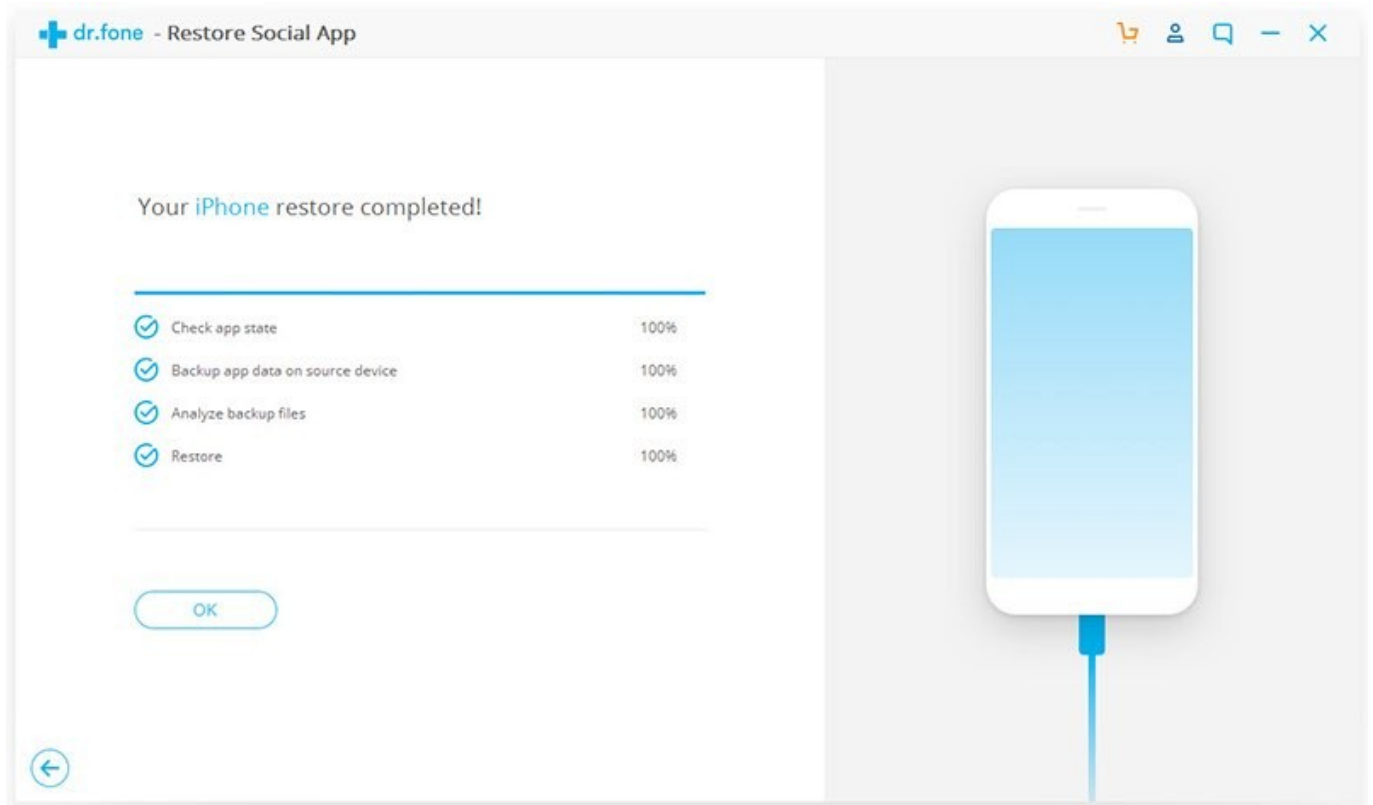 dr.fone - Restore Social App
Your iPhone restore completed!
Check app state 100%
Backup app data on source device 100%
Analyze backup files 100%
Restore 100%
OK